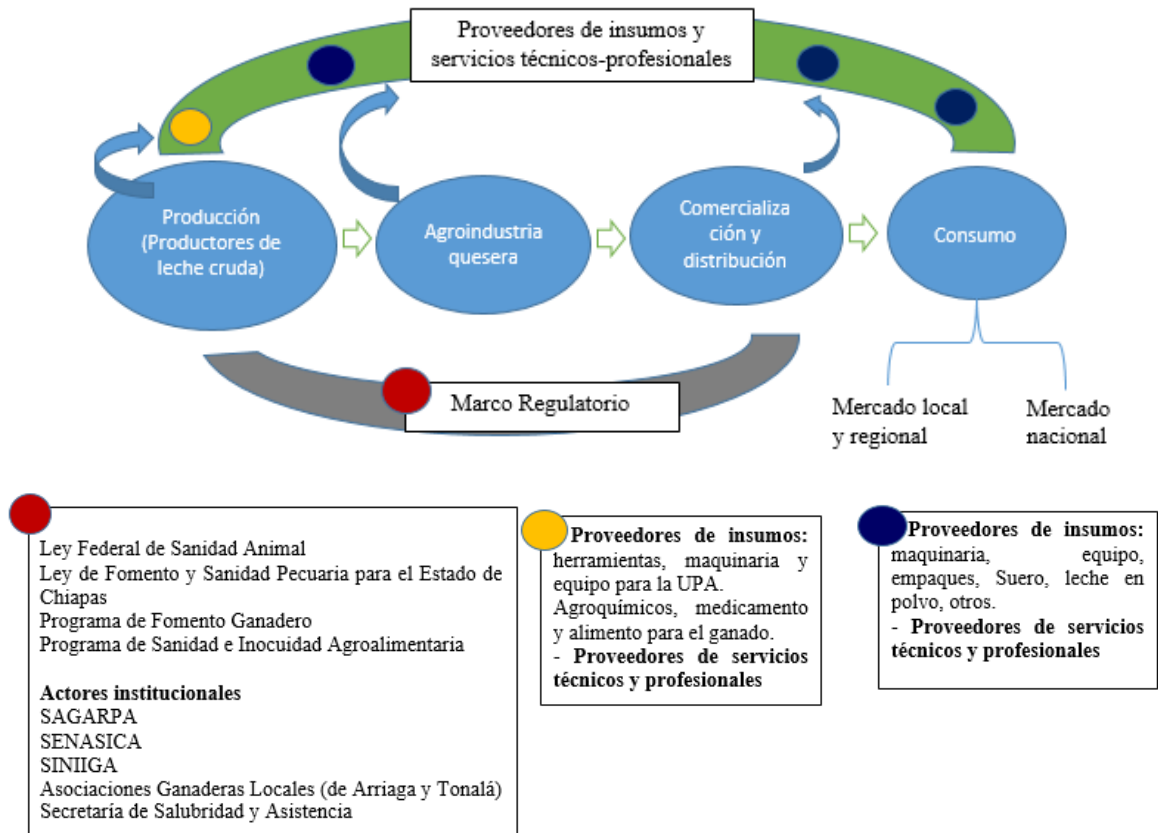 Proveedores de insumos y
servicios técnicos-profesionales
Producción
(Productores de
leche cruda)
Agroindustria
quesera
Comercializa
ción y
distribución
Consumo
Marco Regulatorio
Mercado local
y regional
Mercado
nacional
Ley Federal de Sanidad Animal
Ley de Fomento y Sanidad Pecuaria para el Estado de
Chiapas
Programa de Fomento Ganadero
Programa de Sanidad e Inocuidad Agroalimentaria
Actores institucionales
SAGARPA
SENASICA
SINIIGA
Asociaciones Ganaderas Locales (de Arriaga y Tonalá)
Secretaría de Salubridad y Asistencia
Proveedores de insumos:
herramientas, maquinaria y
equipo para la UPA.
Agroquímicos, medicamento
y alimento para el ganado.
- Proveedores de servicios
técnicos y profesionales
Proveedores de insumos:
maquinaria, equipo,
empaques, Suero, leche en
polvo, otros.
- Proveedores de servicios
técnicos y profesionales